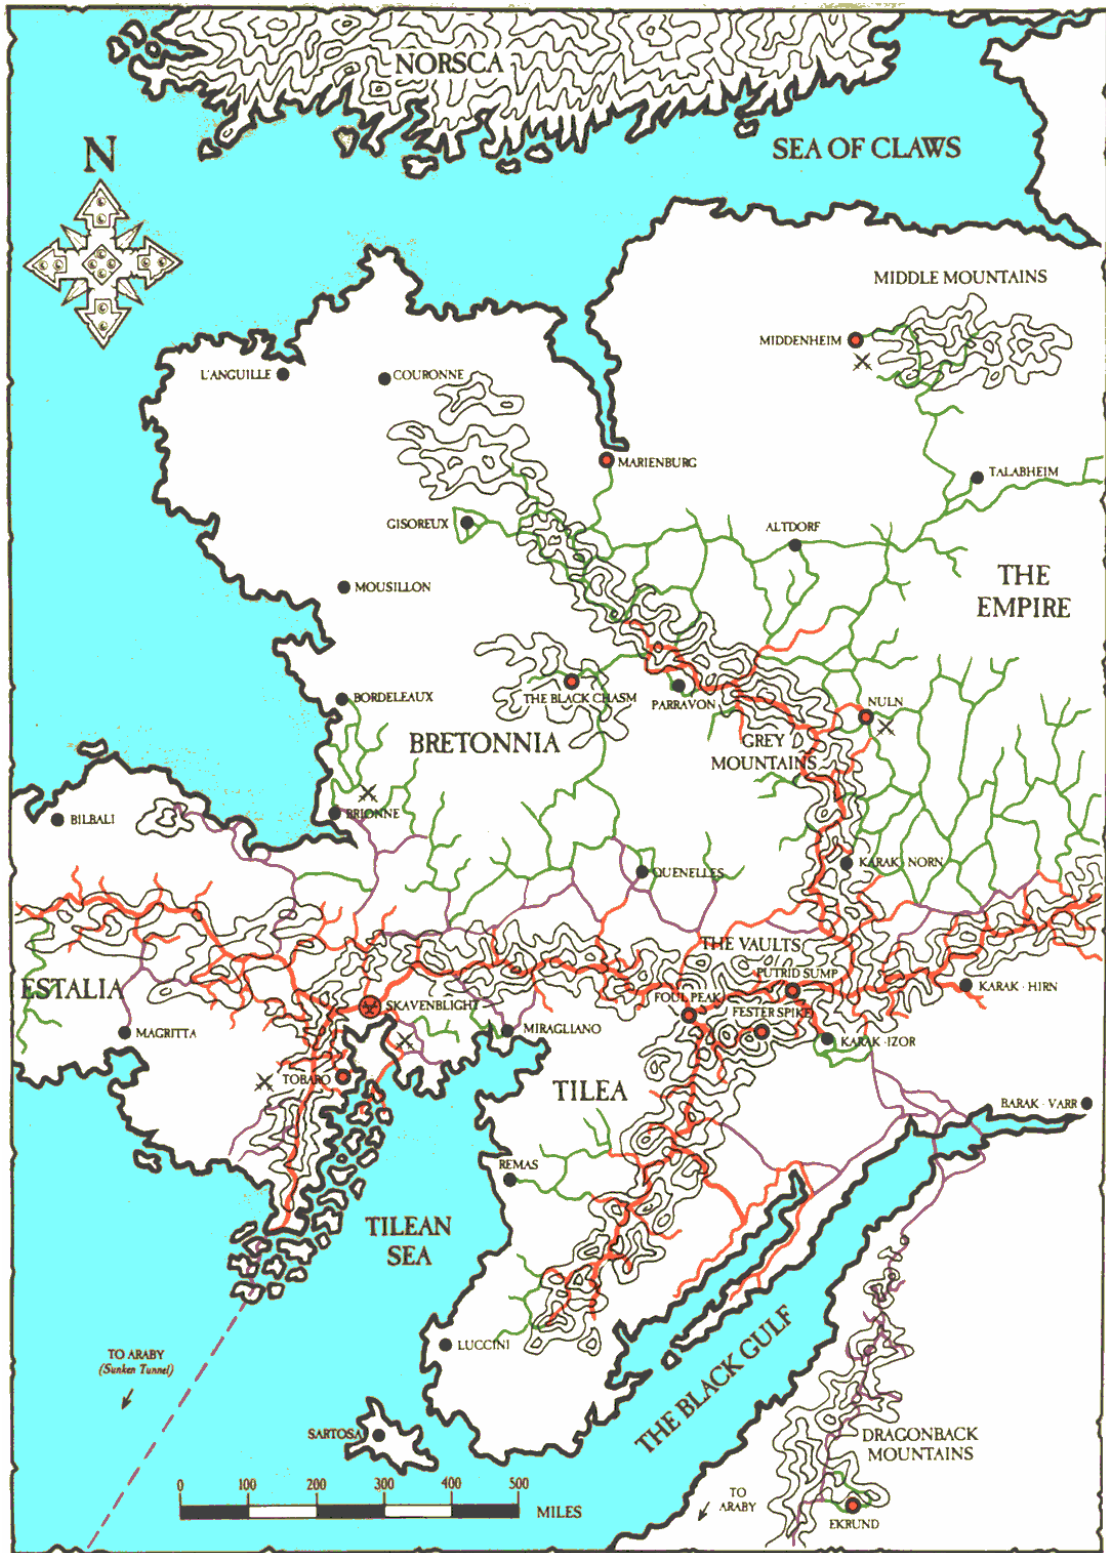 NORSCA
SEA OF CLAWS
N
MIDDLE MOUNTAINS
MIDDENHEIM
L'ANGUILLE
COURONNE
MARIENBURG
TALABHEIM
GISOREUX
ALTDORF
MOUSILLON
THE
EMPIRE
BORDELEAUX
THE BLACK CHASM
PARRAVON
NULN
BRETONNIA
GREY
MOUNTAINS
BILBALI
BRIONNE
QUENELLES
KARAK - NORN
THE VAULTS
PUTRID SUMP
ESTALIA
SKAVENBLIGHT
FOUL PEAK
FESTER SPIKE
KARAK - HIRN
MAGRITTA
MIRAGLIANO
KARAK - IZOR
TOBARO
TILEA
BARAK - VARR
REMAS
TILEAN
SEA
TO ARABY
(Sunken Tunnel)
LUCCINI
THE BLACK GULF
SARTOSA
DRAGONBACK
MOUNTAINS
0 100 200 300 400 500
MILES
TO
ARABY
EKRUND